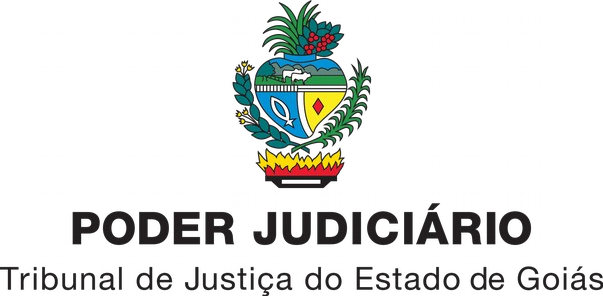 PODER JUDICIÁRIO
Tribunal de Justiça do Estado de Goiás